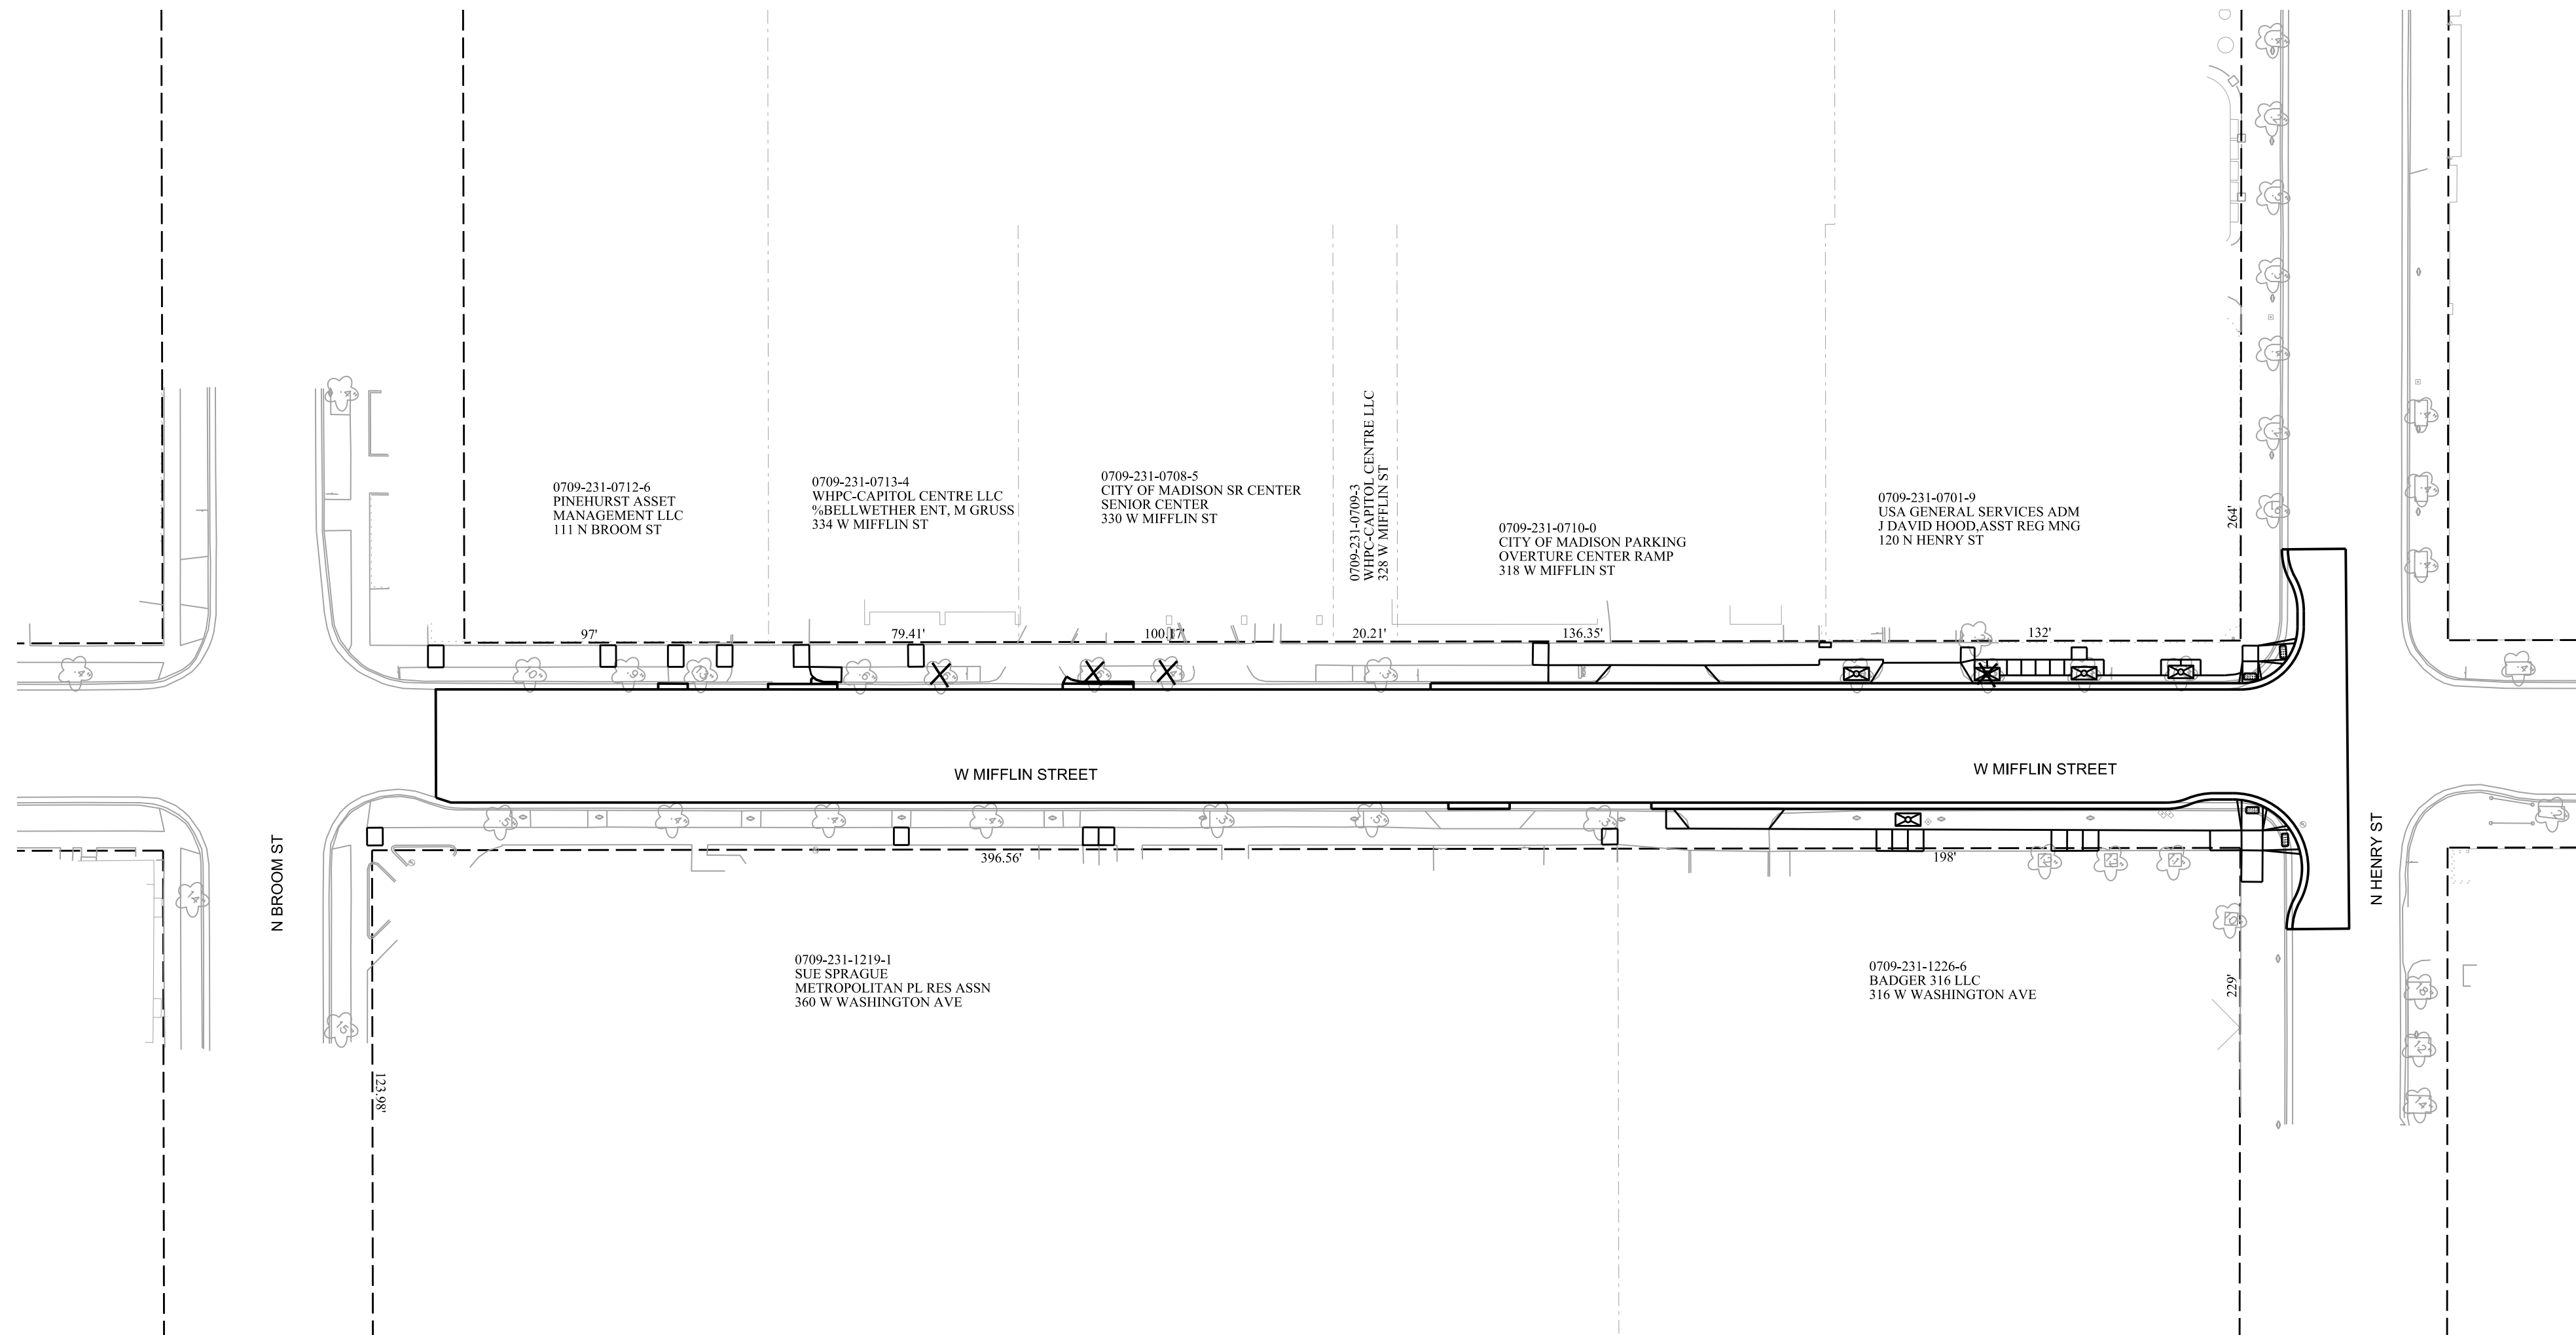 0709-231-0712-6
PINEHURST ASSET
MANAGEMENT LLC
111 N BROOM ST
0709-231-0713-4
WHPC-CAPITOL CENTRE LLC
%BELLWETHER ENT, M GRUSS
334 W MIFFLIN ST
0709-231-0708-5
CITY OF MADISON SR CENTER
SENIOR CENTER
330 W MIFFLIN ST
0709-231-0709-3
WHPC-CAPITOL CENTRE LLC
328 W MIFFLIN ST
0709-231-0710-0
CITY OF MADISON PARKING
OVERTURE CENTER RAMP
318 W MIFFLIN ST
0709-231-0701-9
USA GENERAL SERVICES ADM
J DAVID HOOD,ASST REG MNG
120 N HENRY ST
264'
97'
79.41'
100.17'
20.21'
136.35'
132'
W MIFFLIN STREET
W MIFFLIN STREET
N BROOM ST
N HENRY ST
396.56'
198'
0709-231-1219-1
SUE SPRAGUE
METROPOLITAN PL RES ASSN
360 W WASHINGTON AVE
0709-231-1226-6
BADGER 316 LLC
316 W WASHINGTON AVE
229'
123.98'